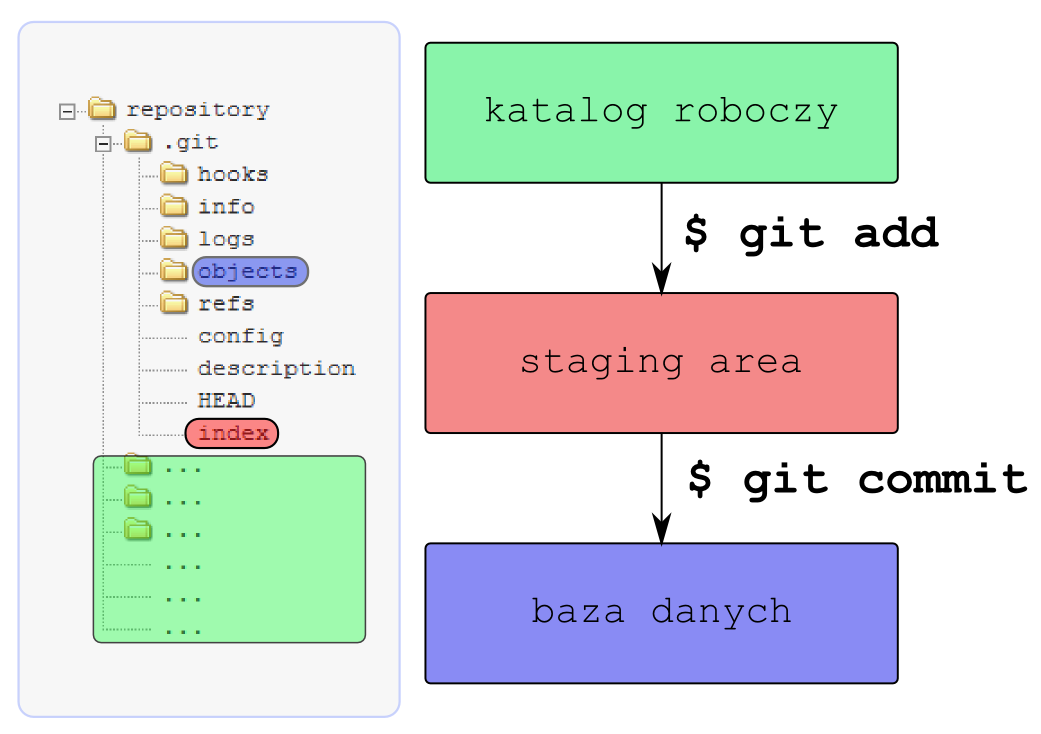 repository
.git
hooks
info
logs
objects
refs
config
description
HEAD
index
...
...
...
...
...
...
katalog roboczy
$ git add
staging area
$ git commit
baza danych